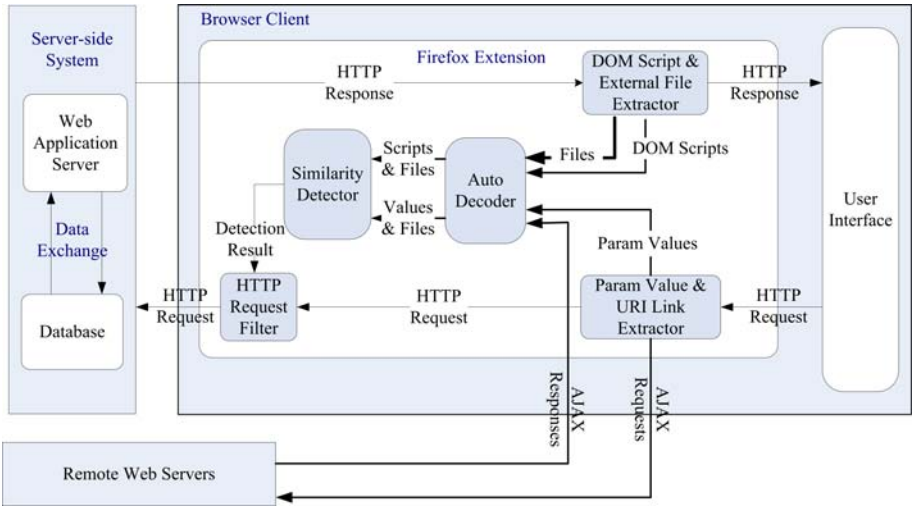 Browser Client
Server-side
System
Firefox Extension
HTTP
Response
DOM Script &
External File
Extractor
HTTP
Response
Web
Application
Server
Scripts
& Files
Files
DOM Scripts
Similarity
Detector
Auto
Decoder
Values
& Files
User
Interface
Data
Exchange
Detection
Result
Param Values
HTTP
Request
HTTP
Request
Filter
HTTP
Request
Param Value &
URI Link
Extractor
HTTP
Request
Database
AJAX
Responses
AJAX
Requests
Remote Web Servers